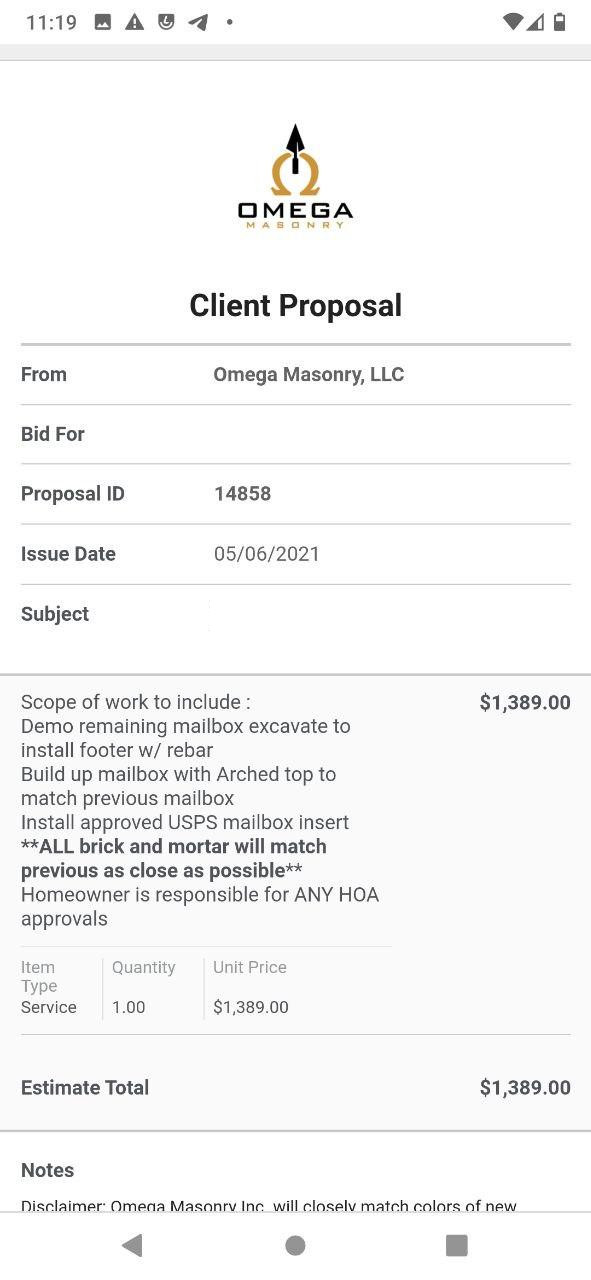 11:19
OMEGA
MASONRY
Client Proposal
From Omega Masonry, LLC
Bid For
Proposal ID 14858
Issue Date 05/06/2021
Subject
Scope of work to include : $1,389.00
Demo remaining mailbox excavate to
install footer w/ rebar
Build up mailbox with Arched top to
match previous mailbox
Install approved USPS mailbox insert
**ALL brick and mortar will match
previous as close as possible**
Homeowner is responsible for ANY HOA
approvals
Item Quantity Unit Price
Type
Service 1.00 $1,389.00
Estimate Total $1,389.00
Notes
Disclaimer: Omega Masonry Inc. will closely match colors of new